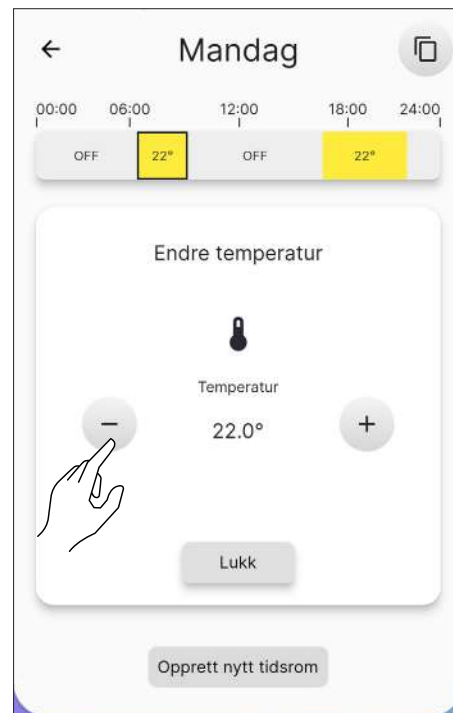 Mandag
00:00 06:00 12:00 18:00 24:00
OFF 22° OFF 22°
Endre temperatur
Temperatur
− 22.0° +
Lukk
Opprett nytt tidsrom